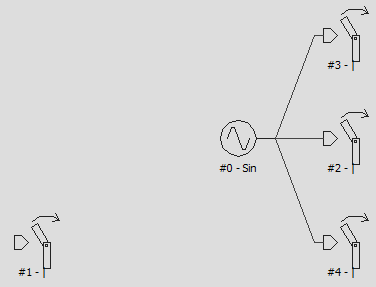 #3 - |
#0 - Sin
#2 - |
#1 - |
#4 - |